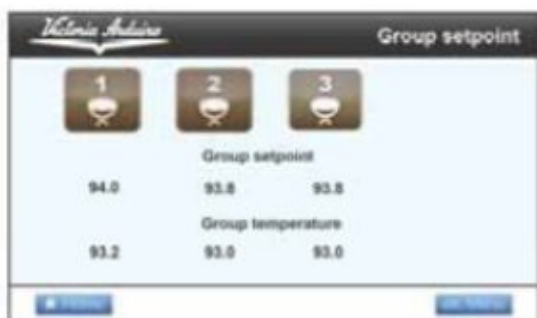 Victoria Arduino
Group setpoint
1 2 3
Group setpoint
94.0 93.8 93.8
Group temperature
93.2 93.0 93.0